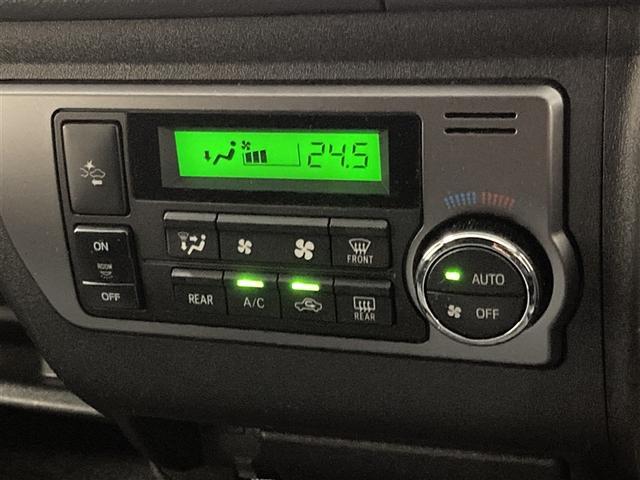 24.5
ON
ROOM
OFF
FRONT
REAR
A/C
REAR
AUTO
OFF